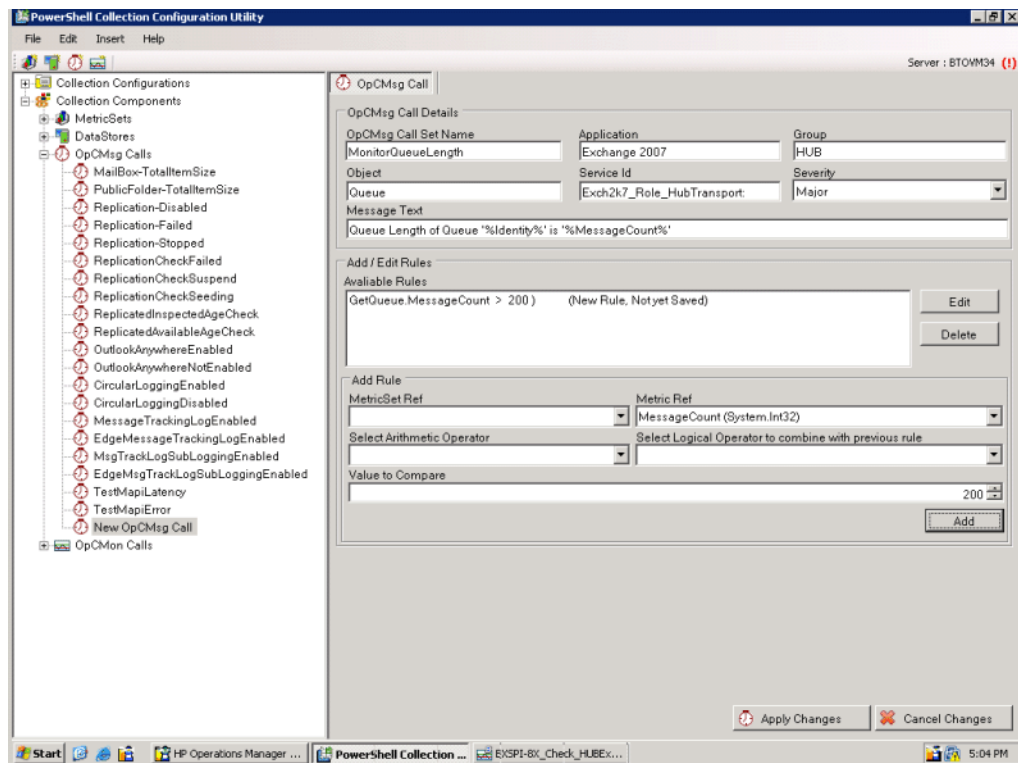 PowerShell Collection Configuration Utility
File Edit Insert Help
Server : BTOVM34 (!)
Collection Configurations
Collection Components
MetricSets
DataStores
OpCMsg Calls
MailBox-TotalItemSize
PublicFolder-TotalItemSize
Replication-Disabled
Replication-Failed
Replication-Stopped
ReplicationCheckFailed
ReplicationCheckSuspend
ReplicationCheckSeeding
ReplicatedInspectedAgeCheck
ReplicatedAvailableAgeCheck
OutlookAnywhereEnabled
OutlookAnywhereNotEnabled
CircularLoggingEnabled
CircularLoggingDisabled
MessageTrackingLogEnabled
EdgeMessageTrackingLogEnabled
MsgTrackLogSubLoggingEnabled
EdgeMsgTrackLogSubLoggingEnabled
TestMapiLatency
TestMapiError
New OpCMsg Call
OpCMon Calls
OpCMsg Call
OpCMsg Call Details
OpCMsg Call Set Name Application Group
MonitorQueueLength Exchange 2007 HUB
Object Service Id Severity
Queue Exch2k7_Role_HubTransport: Major
Message Text
Queue Length of Queue '%Identity%' is '%MessageCount%'
Add / Edit Rules
Avaliable Rules
GetQueue.MessageCount > 200 ) (New Rule, Not yet Saved)
Edit
Delete
Add Rule
MetricSet Ref Metric Ref
MessageCount (System.Int32)
Select Arithmetic Operator Select Logical Operator to combine with previous rule
Value to Compare
200
Add
Apply Changes Cancel Changes
Start HP Operations Manager ... PowerShell Collection ... EXSPI-8X_Check_HUBEx... 5:04 PM